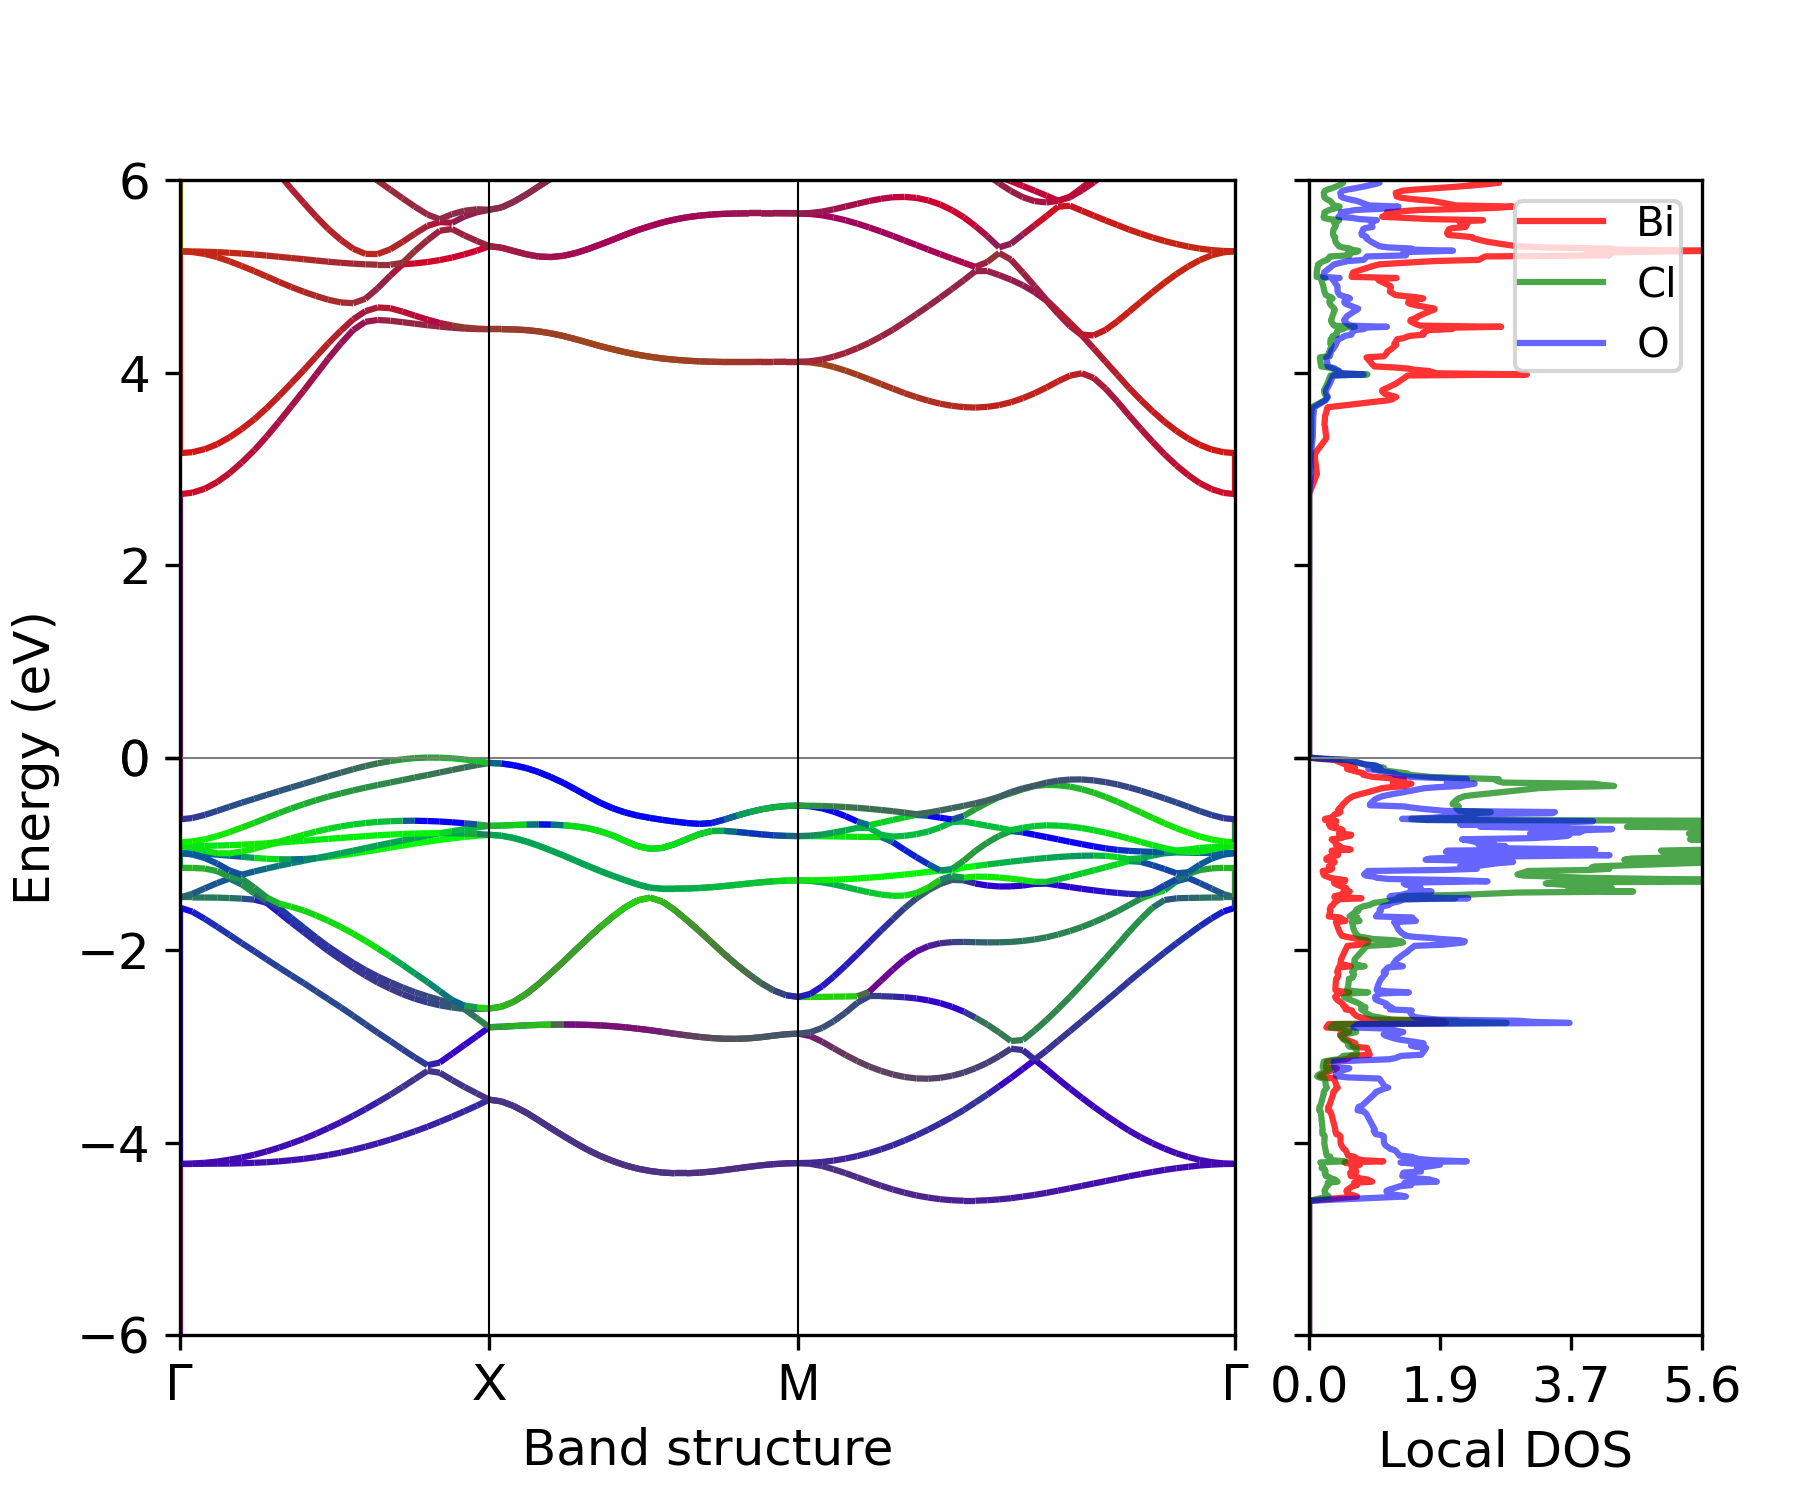 6
4
2
0
−2
−4
−6
Energy (eV)
Γ X M Γ
Band structure
Bi
Cl
O
0.0 1.9 3.7 5.6
Local DOS